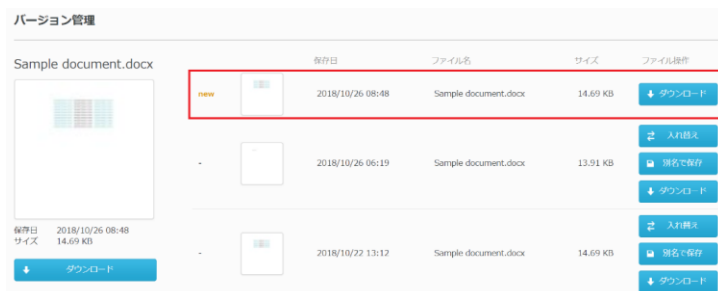 バージョン管理
Sample document.docx
保存日 2018/10/26 08:48
サイズ 14.69 KB
ダウンロード
保存日 ファイル名 サイズ ファイル操作
new 2018/10/26 08:48 Sample document.docx 14.69 KB ダウンロード
- 2018/10/26 06:19 Sample document.docx 13.91 KB 入れ替え
別名で保存
ダウンロード
- 2018/10/22 13:12 Sample document.docx 14.69 KB 入れ替え
別名で保存
ダウンロード